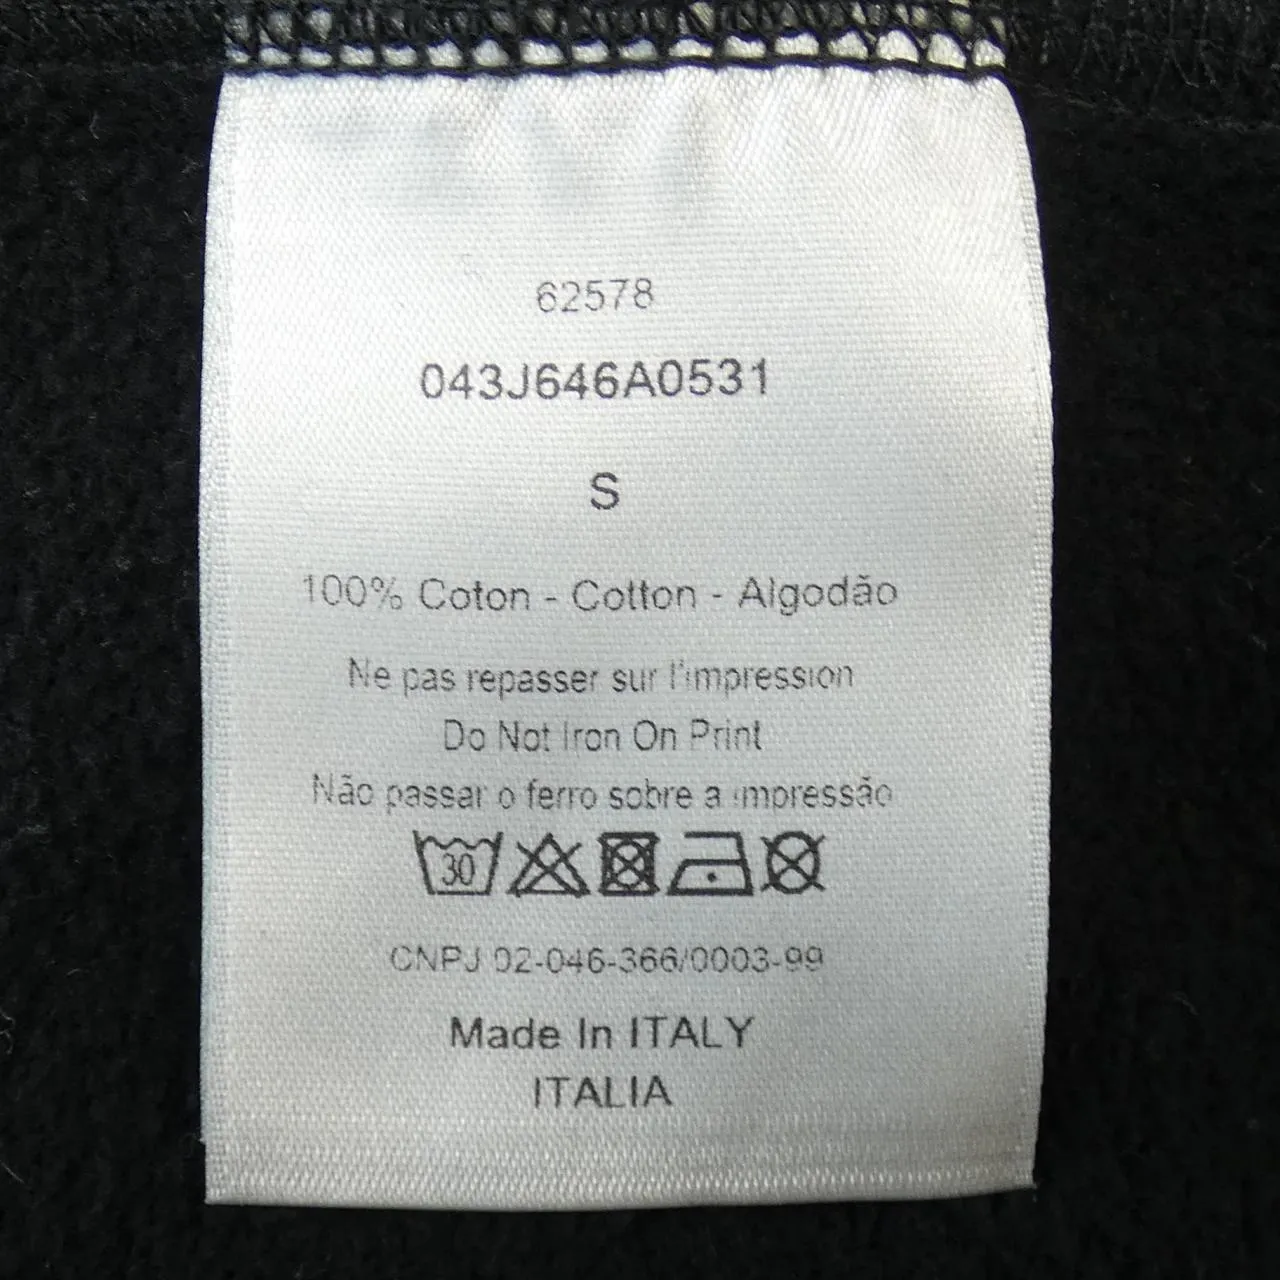 62578
043J646A0531
S
100% Coton - Cotton - Algodão
Ne pas repasser sur l'impression
Do Not Iron On Print
Não passar o ferro sobre a impressão
30
CNPJ 02-046-366/0003-99
Made In ITALY
ITALIA